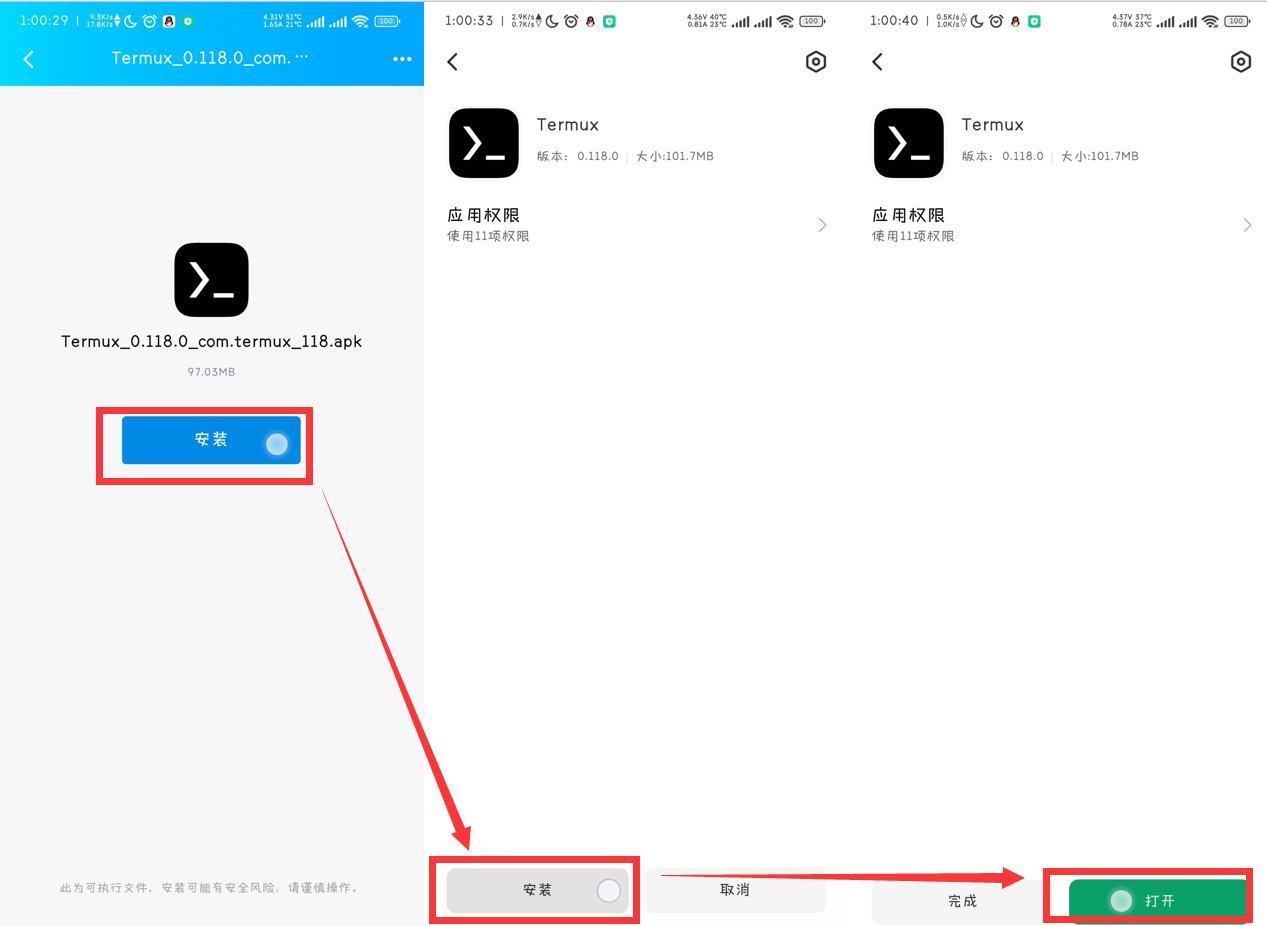 1:00:29 | 9.5K/s 17.8K/s 4.31V 51℃ 1.65A 21℃ 100
Termux_0.118.0_com. ···
Termux_0.118.0_com.termux_118.apk
97.03MB
安装
此为可执行文件，安装可能有安全风险，请谨慎操作。
1:00:33 | 2.9K/s 0.7K/s 4.36V 40℃ 0.81A 23℃ 100
Termux
版本：0.118.0 | 大小:101.7MB
应用权限
使用11项权限
安装
取消
1:00:40 | 0.5K/s 1.0K/s 4.37V 37℃ 0.78A 23℃ 100
Termux
版本：0.118.0 | 大小:101.7MB
应用权限
使用11项权限
完成
打开